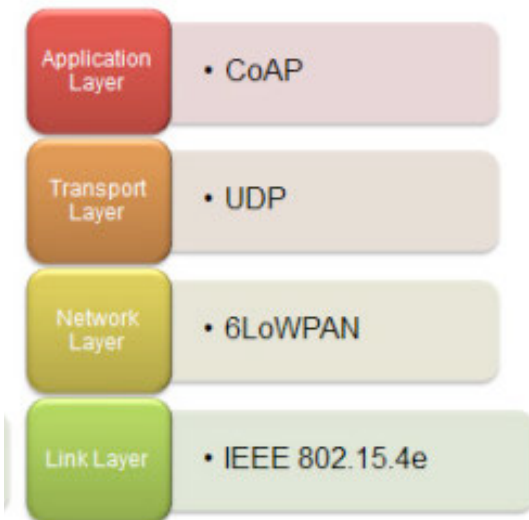 Application
Layer
• CoAP
Transport
Layer
• UDP
Network
Layer
• 6LoWPAN
Link Layer
• IEEE 802.15.4e